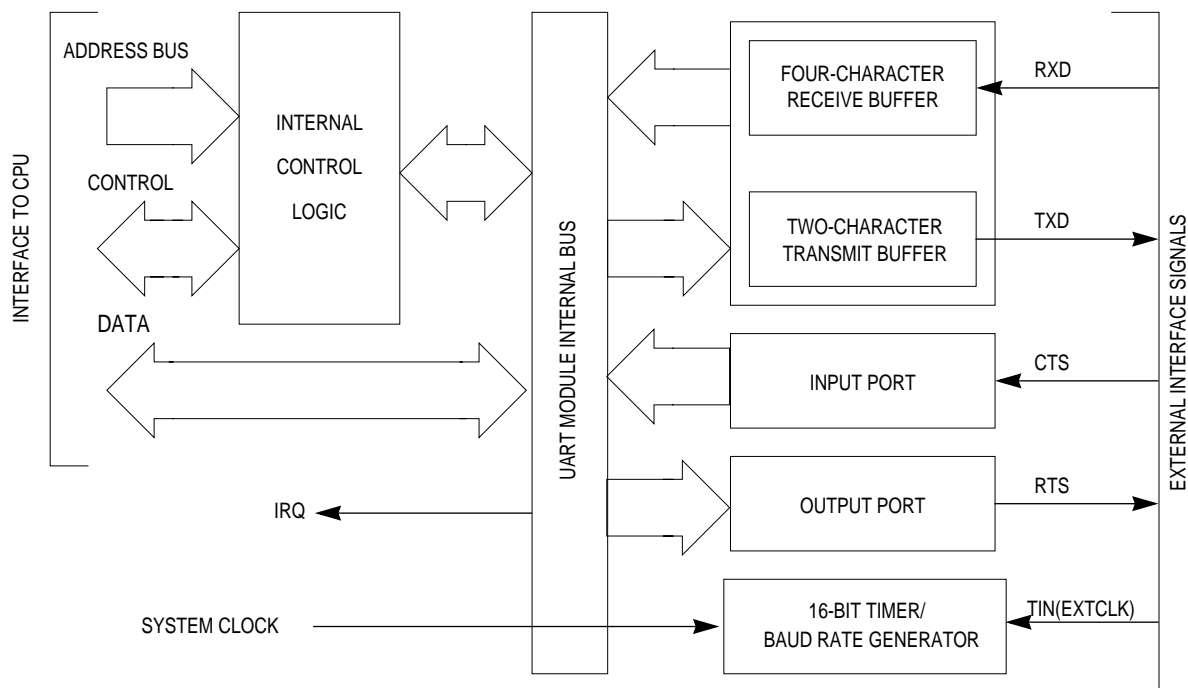 INTERFACE TO CPU
ADDRESS BUS
CONTROL
DATA
INTERNAL
CONTROL
LOGIC
UART MODULE INTERNAL BUS
FOUR-CHARACTER
RECEIVE BUFFER
TWO-CHARACTER
TRANSMIT BUFFER
INPUT PORT
OUTPUT PORT
16-BIT TIMER/
BAUD RATE GENERATOR
RXD
TXD
CTS
RTS
TIN(EXTCLK)
EXTERNAL INTERFACE SIGNALS
IRQ
SYSTEM CLOCK